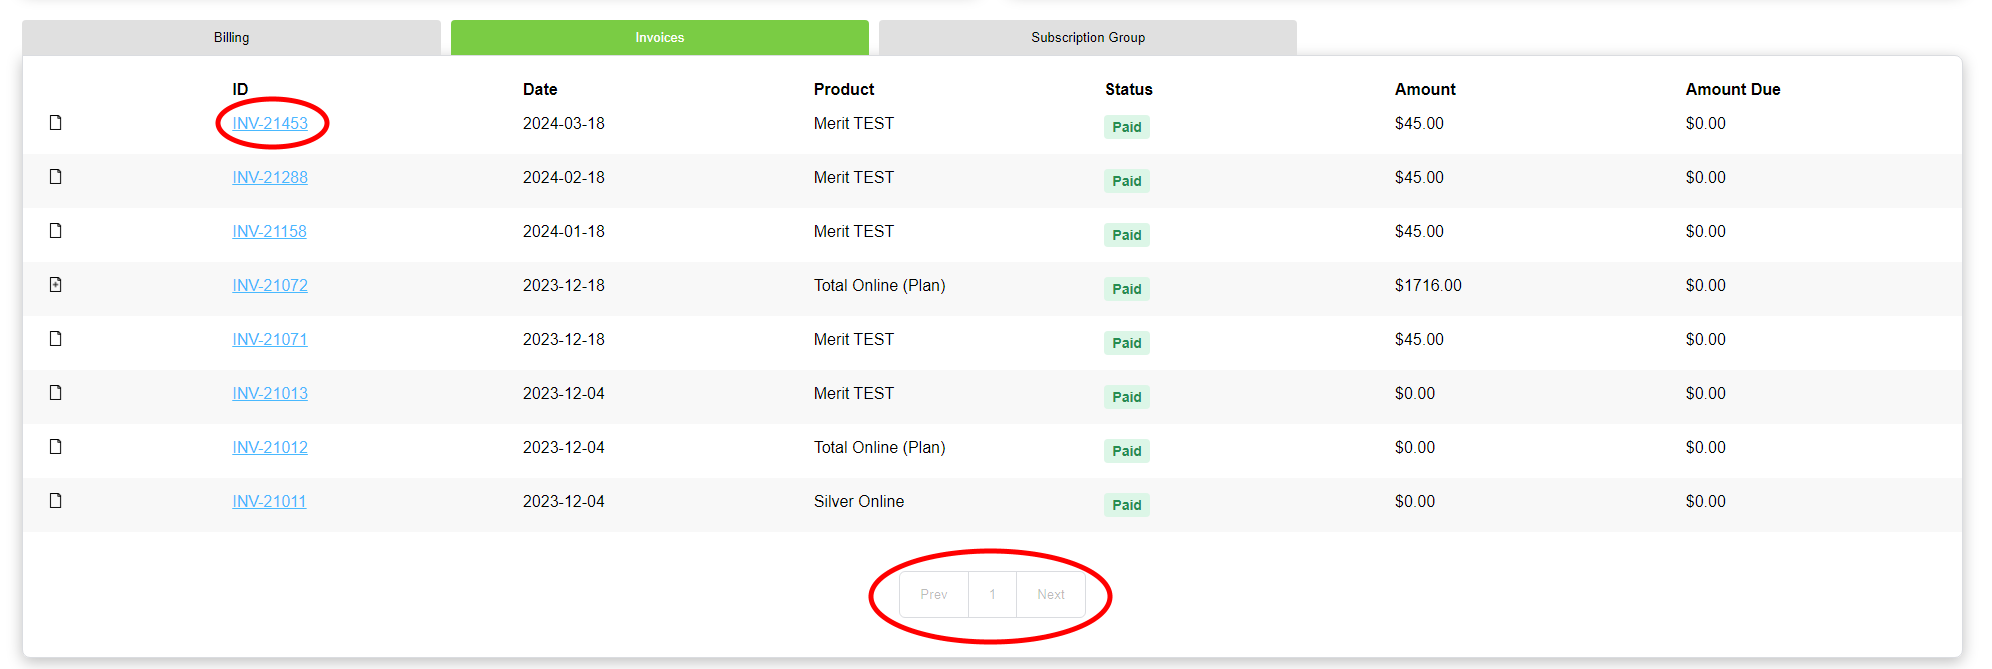 Billing Invoices Subscription Group
ID Date Product Status Amount Amount Due
INV-21453 2024-03-18 Merit TEST Paid $45.00 $0.00
INV-21288 2024-02-18 Merit TEST Paid $45.00 $0.00
INV-21158 2024-01-18 Merit TEST Paid $45.00 $0.00
INV-21072 2023-12-18 Total Online (Plan) Paid $1716.00 $0.00
INV-21071 2023-12-18 Merit TEST Paid $45.00 $0.00
INV-21013 2023-12-04 Merit TEST Paid $0.00 $0.00
INV-21012 2023-12-04 Total Online (Plan) Paid $0.00 $0.00
INV-21011 2023-12-04 Silver Online Paid $0.00 $0.00
Prev 1 Next